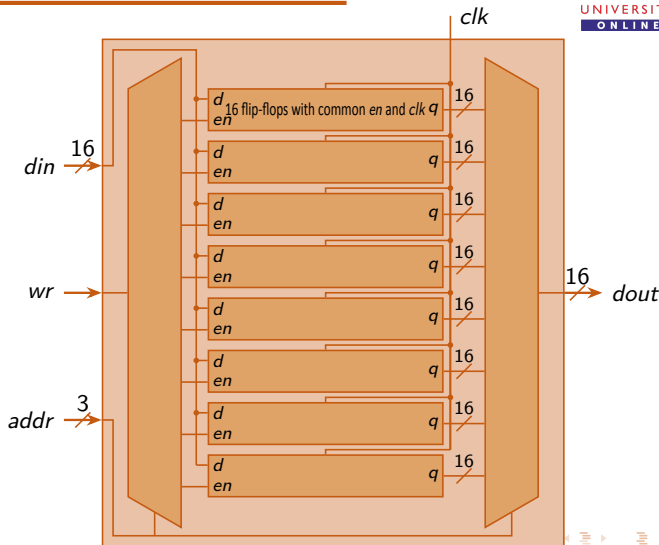 UNIVERSIT
ONLINE
clk
d
16 flip-flops with common en and clk
q
16
en
d
q
16
en
d
q
16
en
d
q
16
en
d
q
16
en
d
q
16
en
d
q
16
en
d
q
16
en
16
din
wr
3
addr
16
dout